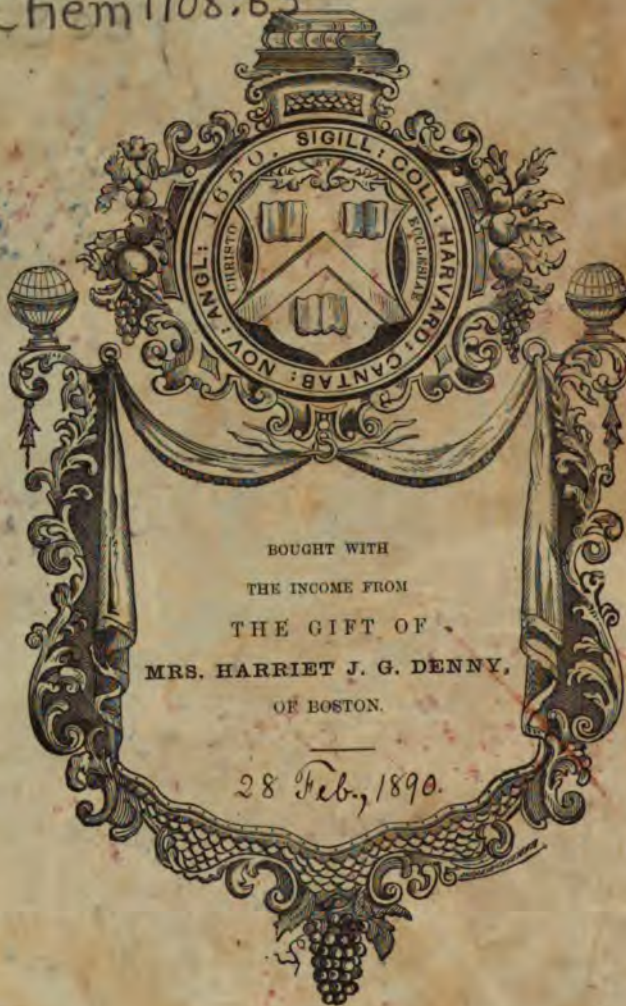 Chem 1108.65
SIGILL: COLL: HARVARD: CANTAB: NOV: ANGL: 1650.
ET
CHRISTO
ECCLESIAE
BOUGHT WITH
THE INCOME FROM
THE GIFT OF
MRS. HARRIET J. G. DENNY,
OF BOSTON.
28 Feb., 1890.